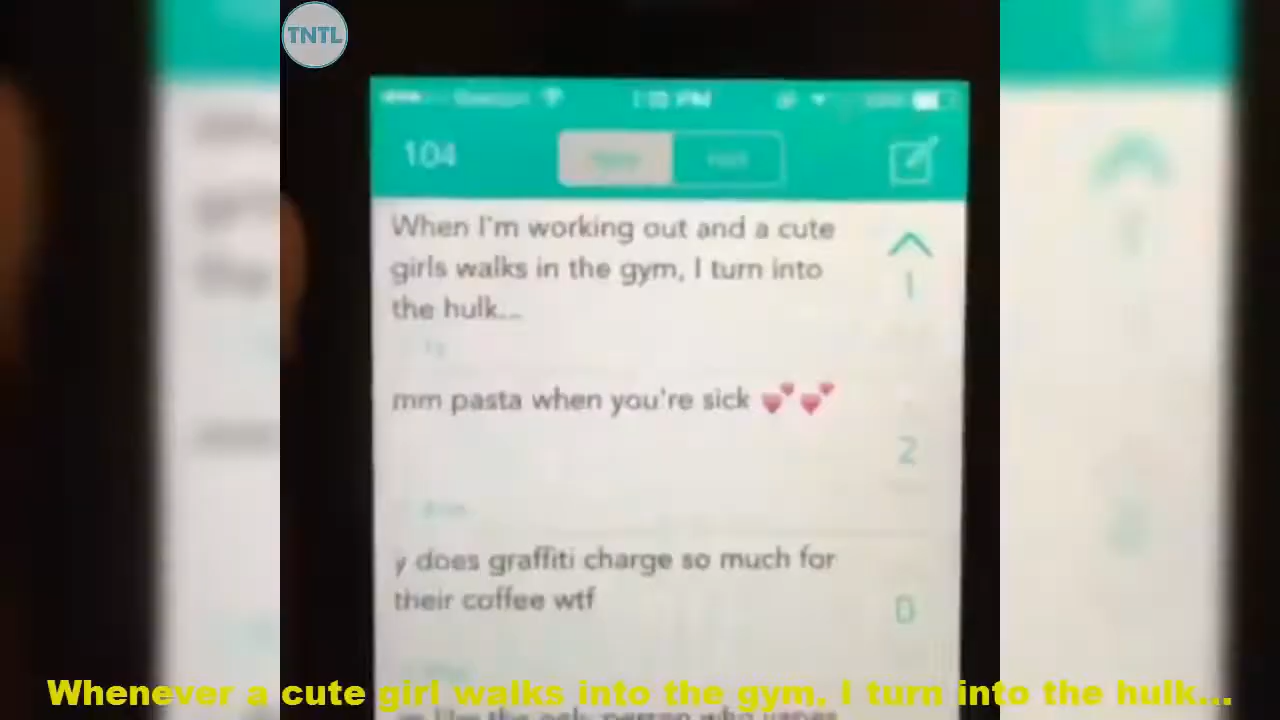 TNTL
104
When I'm working out and a cute
girls walks in the gym, I turn into
the hulk...
1
mm pasta when you're sick 💕💕
2
y does graffiti charge so much for
their coffee wtf
0
Whenever a cute girl walks into the gym, I turn into the hulk...